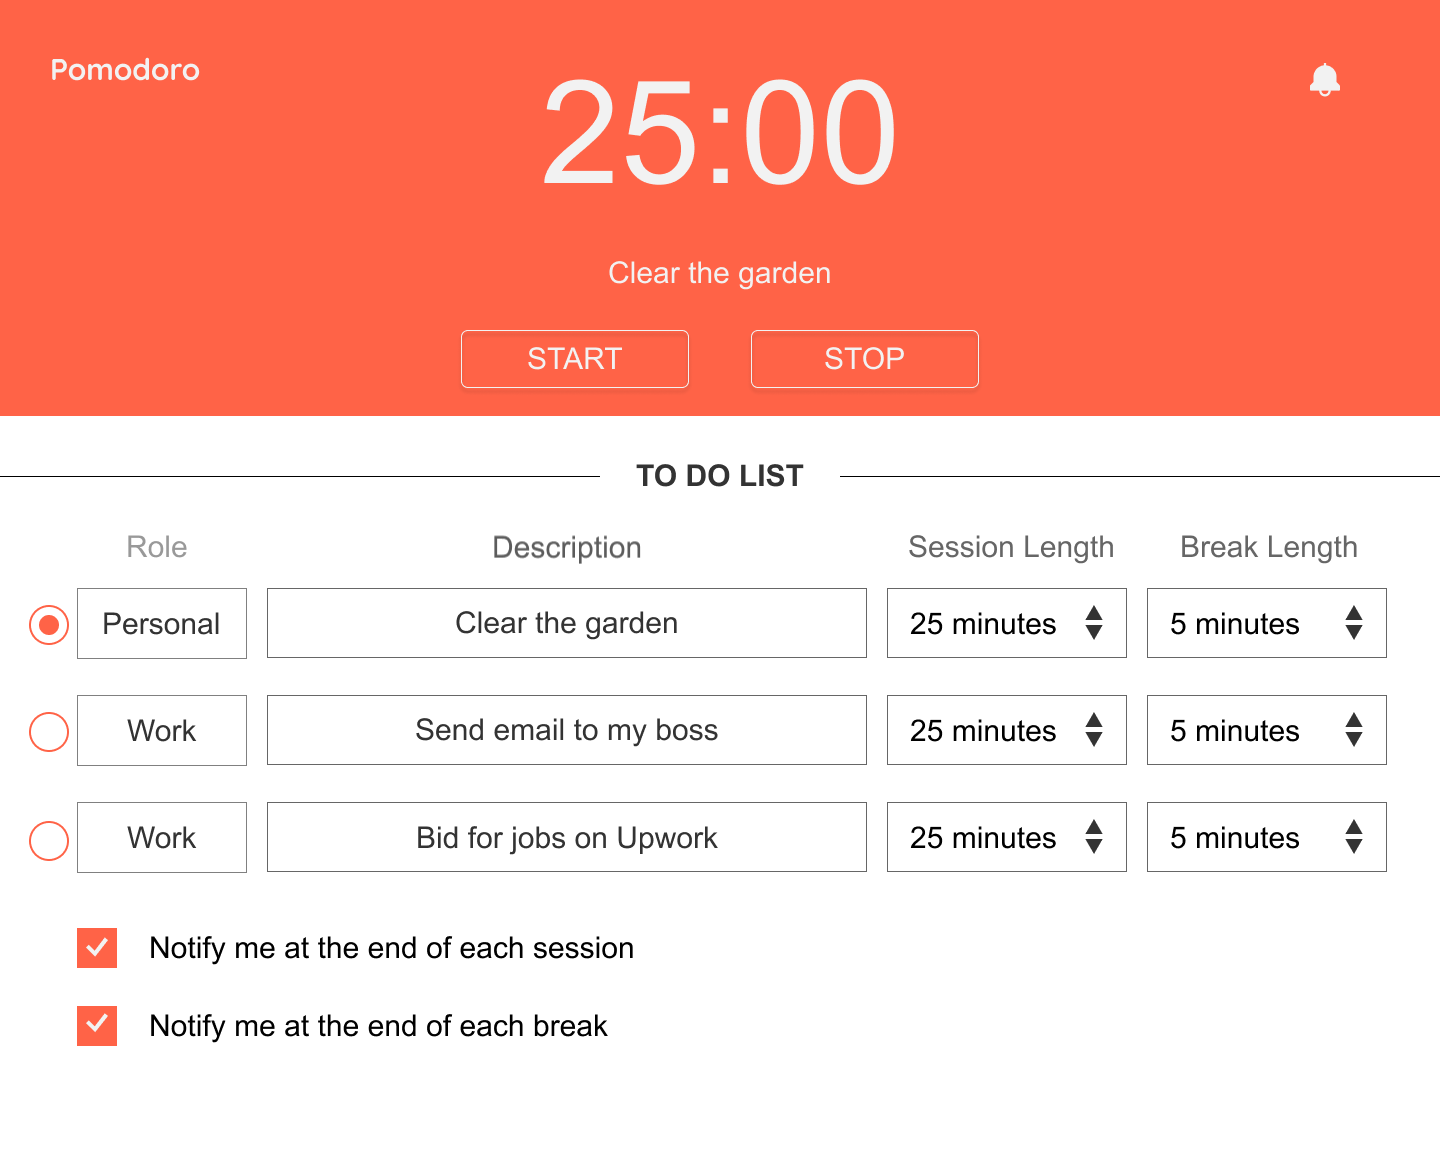 Pomodoro
25:00
Clear the garden
START STOP
TO DO LIST
Role Description Session Length Break Length
Personal Clear the garden 25 minutes 5 minutes
Work Send email to my boss 25 minutes 5 minutes
Work Bid for jobs on Upwork 25 minutes 5 minutes
Notify me at the end of each session
Notify me at the end of each break